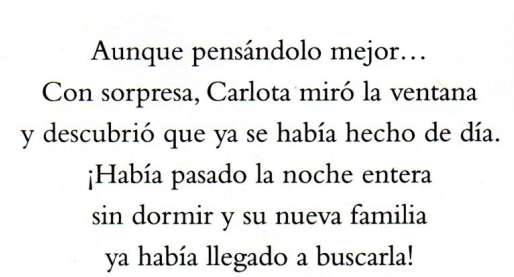 Aunque pensándolo mejor…
Con sorpresa, Carlota miró la ventana
y descubrió que ya se había hecho de día.
¡Había pasado la noche entera
sin dormir y su nueva familia
ya había llegado a buscarla!